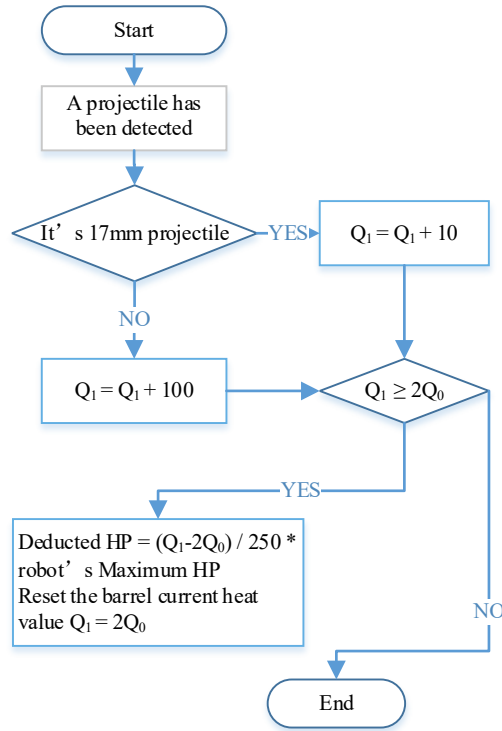 Start
A projectile has
been detected
It’s 17mm projectile
YES
Q₁ = Q₁ + 10
NO
Q₁ = Q₁ + 100
Q₁ ≥ 2Q₀
YES
Deducted HP = (Q₁-2Q₀) / 250 *
robot’s Maximum HP
Reset the barrel current heat
value Q₁ = 2Q₀
NO
End